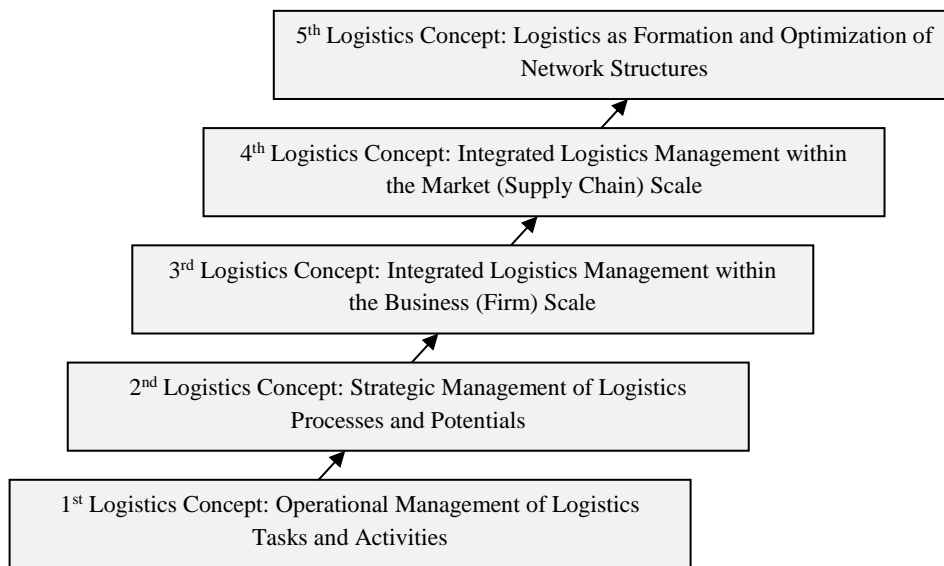 5th Logistics Concept: Logistics as Formation and Optimization of
Network Structures
4th Logistics Concept: Integrated Logistics Management within
the Market (Supply Chain) Scale
3rd Logistics Concept: Integrated Logistics Management within
the Business (Firm) Scale
2nd Logistics Concept: Strategic Management of Logistics
Processes and Potentials
1st Logistics Concept: Operational Management of Logistics
Tasks and Activities